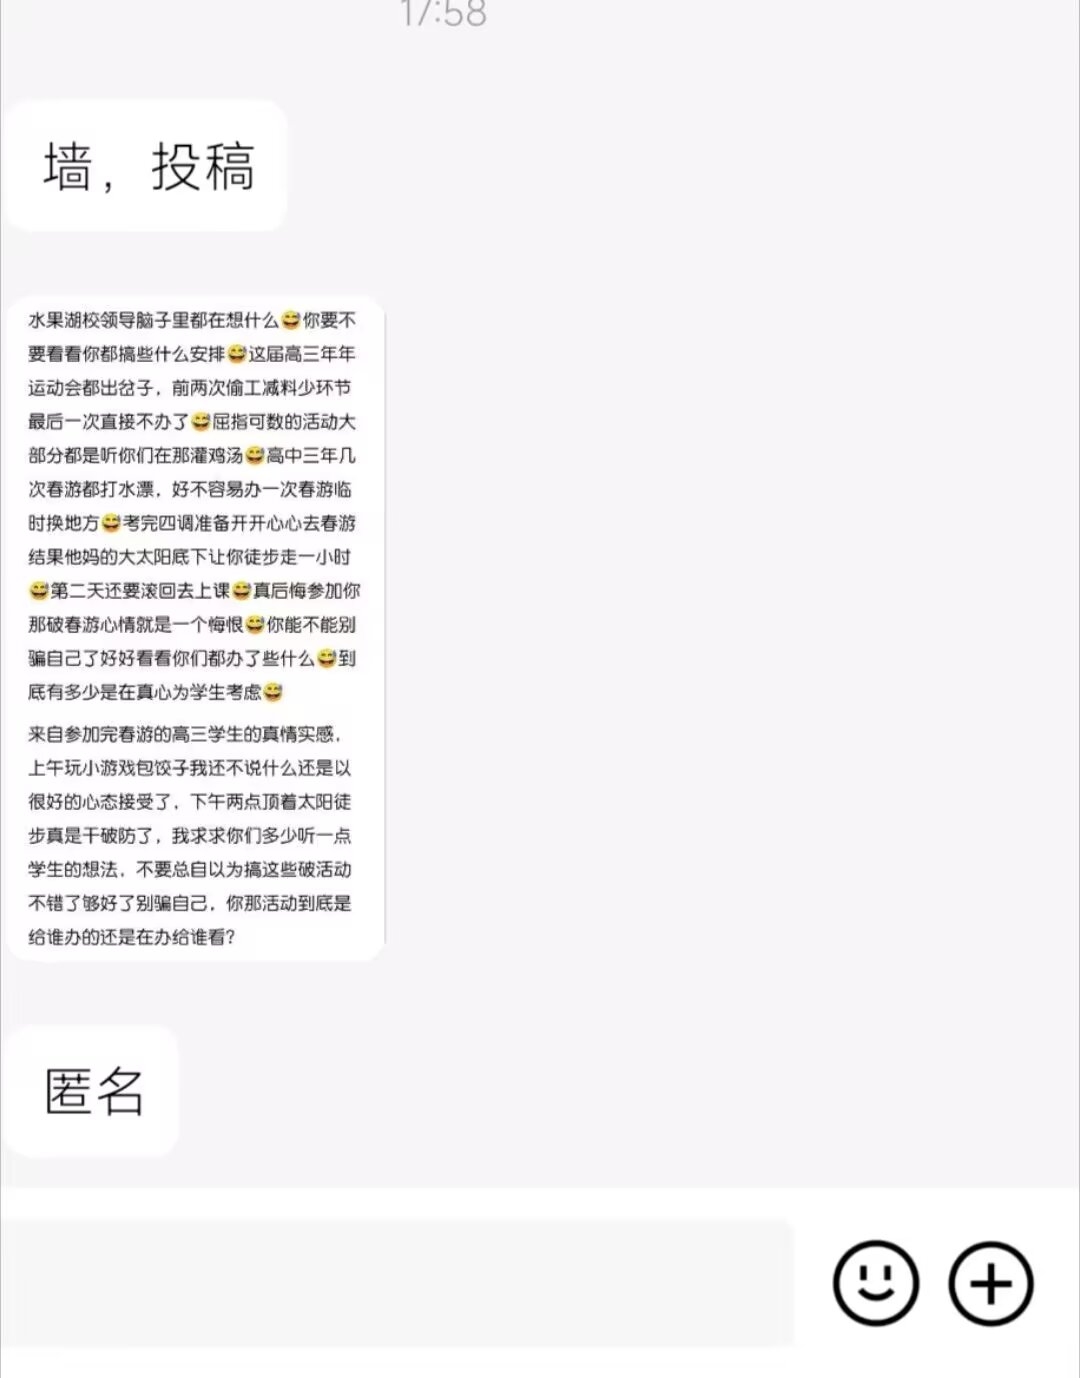 17:58
墙，投稿
水果湖校领导脑子里都在想什么😅你要不
要看看你都搞些什么安排😅这届高三年年
运动会都出岔子，前两次偷工减料少环节
最后一次直接不办了😅屈指可数的活动大
部分都是听你们在那灌鸡汤😅高中三年几
次春游都打水漂，好不容易办一次春游临
时换地方😅考完四调准备开开心心去春游
结果他妈的大太阳底下让你徒步走一小时
😅第二天还要滚回去上课😅真后悔参加你
那破春游心情就是一个悔恨😅你能不能别
骗自己了好好看看你们都办了些什么😅到
底有多少是在真心为学生考虑😅
来自参加完春游的高三学生的真情实感，
上午玩小游戏包饺子我还不说什么还是以
很好的心态接受了，下午两点顶着太阳徒
步真是干破防了，我求求你们多少听一点
学生的想法，不要总自以为搞这些破活动
不错了够好了别骗自己，你那活动到底是
给谁办的还是在办给谁看？
匿名